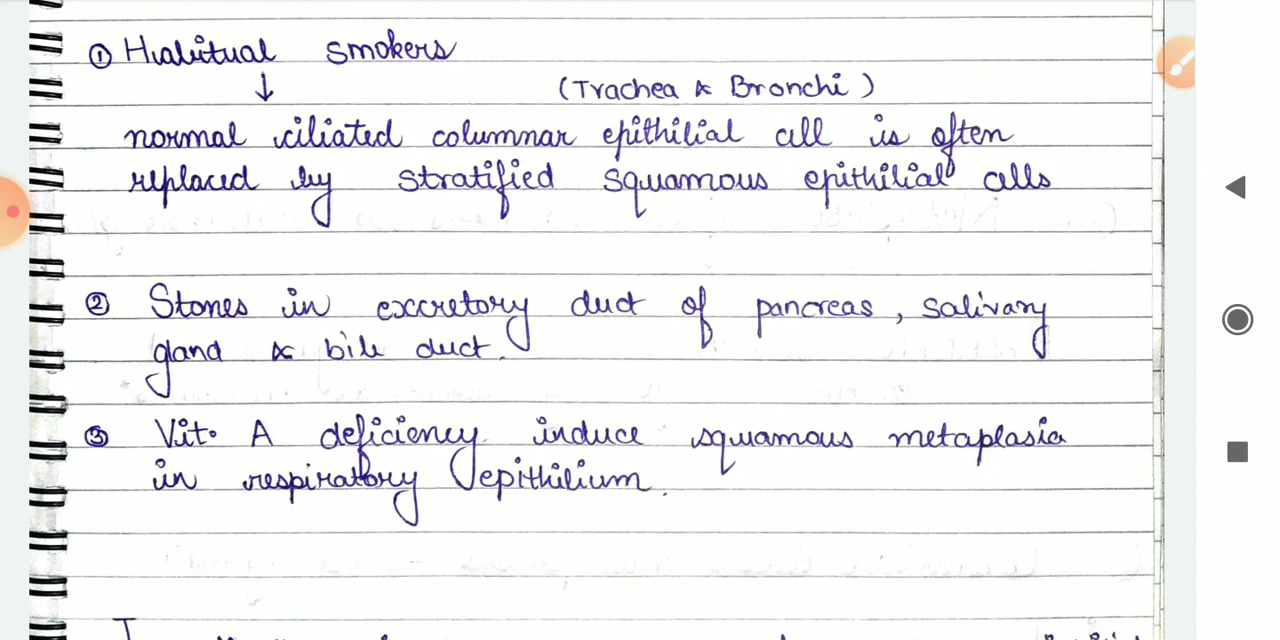 ① Habitual smokers
↓ (Trachea & Bronchi)
normal ciliated columnar epithilial cell is often
replaced by stratified squamous epithilial cells
② Stones in excretory duct of pancreas, salivary
gland & bile duct.
③ Vit. A deficiency induce squamous metaplasia
in respiratory epithilium.